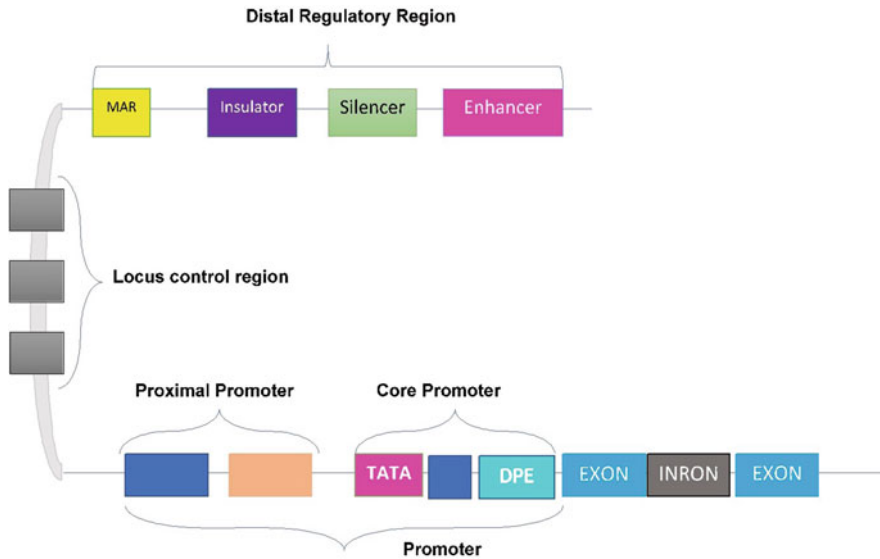 Distal Regulatory Region
MAR Insulator Silencer Enhancer
Locus control region
Proximal Promoter Core Promoter
TATA DPE EXON INRON EXON
Promoter